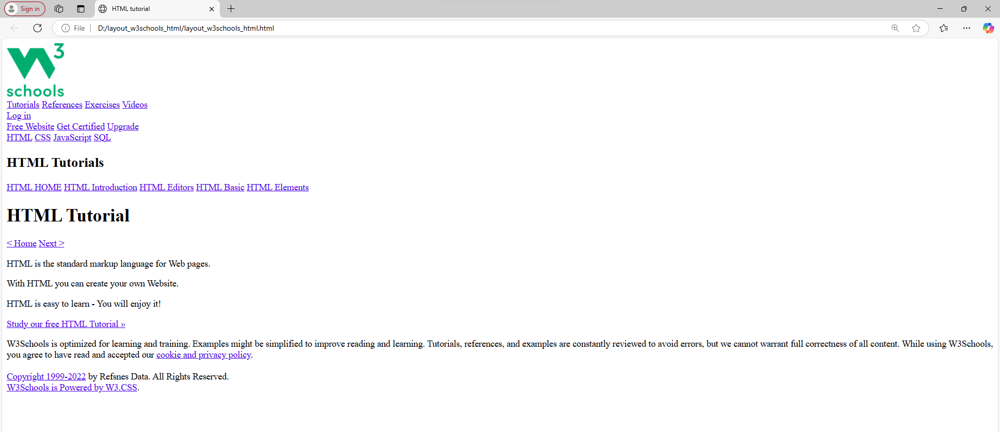 Sign in
HTML tutorial
File
D:/layout_w3schools_html/layout_w3schools_html.html
W3
schools
Tutorials References Exercises Videos
Log in
Free Website Get Certified Upgrade
HTML CSS JavaScript SQL
HTML Tutorials
HTML HOME HTML Introduction HTML Editors HTML Basic HTML Elements
HTML Tutorial
< Home Next >
HTML is the standard markup language for Web pages.
With HTML you can create your own Website.
HTML is easy to learn - You will enjoy it!
Study our free HTML Tutorial »
W3Schools is optimized for learning and training. Examples might be simplified to improve reading and learning. Tutorials, references, and examples are constantly reviewed to avoid errors, but we cannot warrant full correctness of all content. While using W3Schools,
you agree to have read and accepted our cookie and privacy policy.
Copyright 1999-2022 by Refsnes Data. All Rights Reserved.
W3Schools is Powered by W3.CSS.